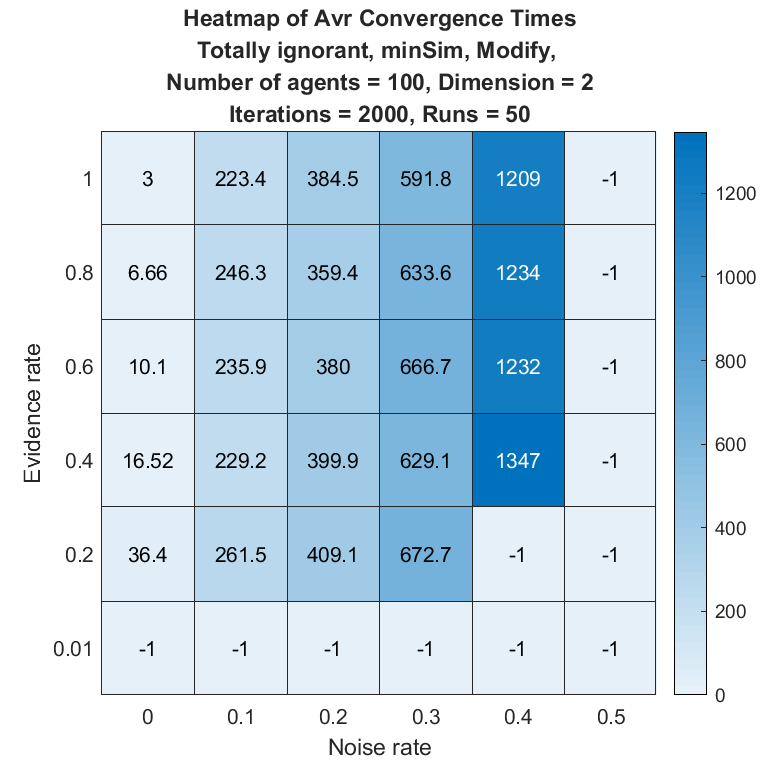 Heatmap of Avr Convergence Times
Totally ignorant, minSim, Modify,
Number of agents = 100, Dimension = 2
Iterations = 2000, Runs = 50
Evidence rate
1 3 223.4 384.5 591.8 1209 -1
0.8 6.66 246.3 359.4 633.6 1234 -1
0.6 10.1 235.9 380 666.7 1232 -1
0.4 16.52 229.2 399.9 629.1 1347 -1
0.2 36.4 261.5 409.1 672.7 -1 -1
0.01 -1 -1 -1 -1 -1 -1
0 0.1 0.2 0.3 0.4 0.5
Noise rate
1200
1000
800
600
400
200
0